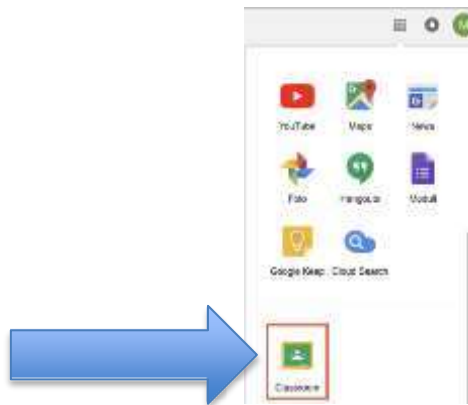 M
YouTube Maps News
Foto Hangouts Moduli
Google Keep Cloud Search
Classroom